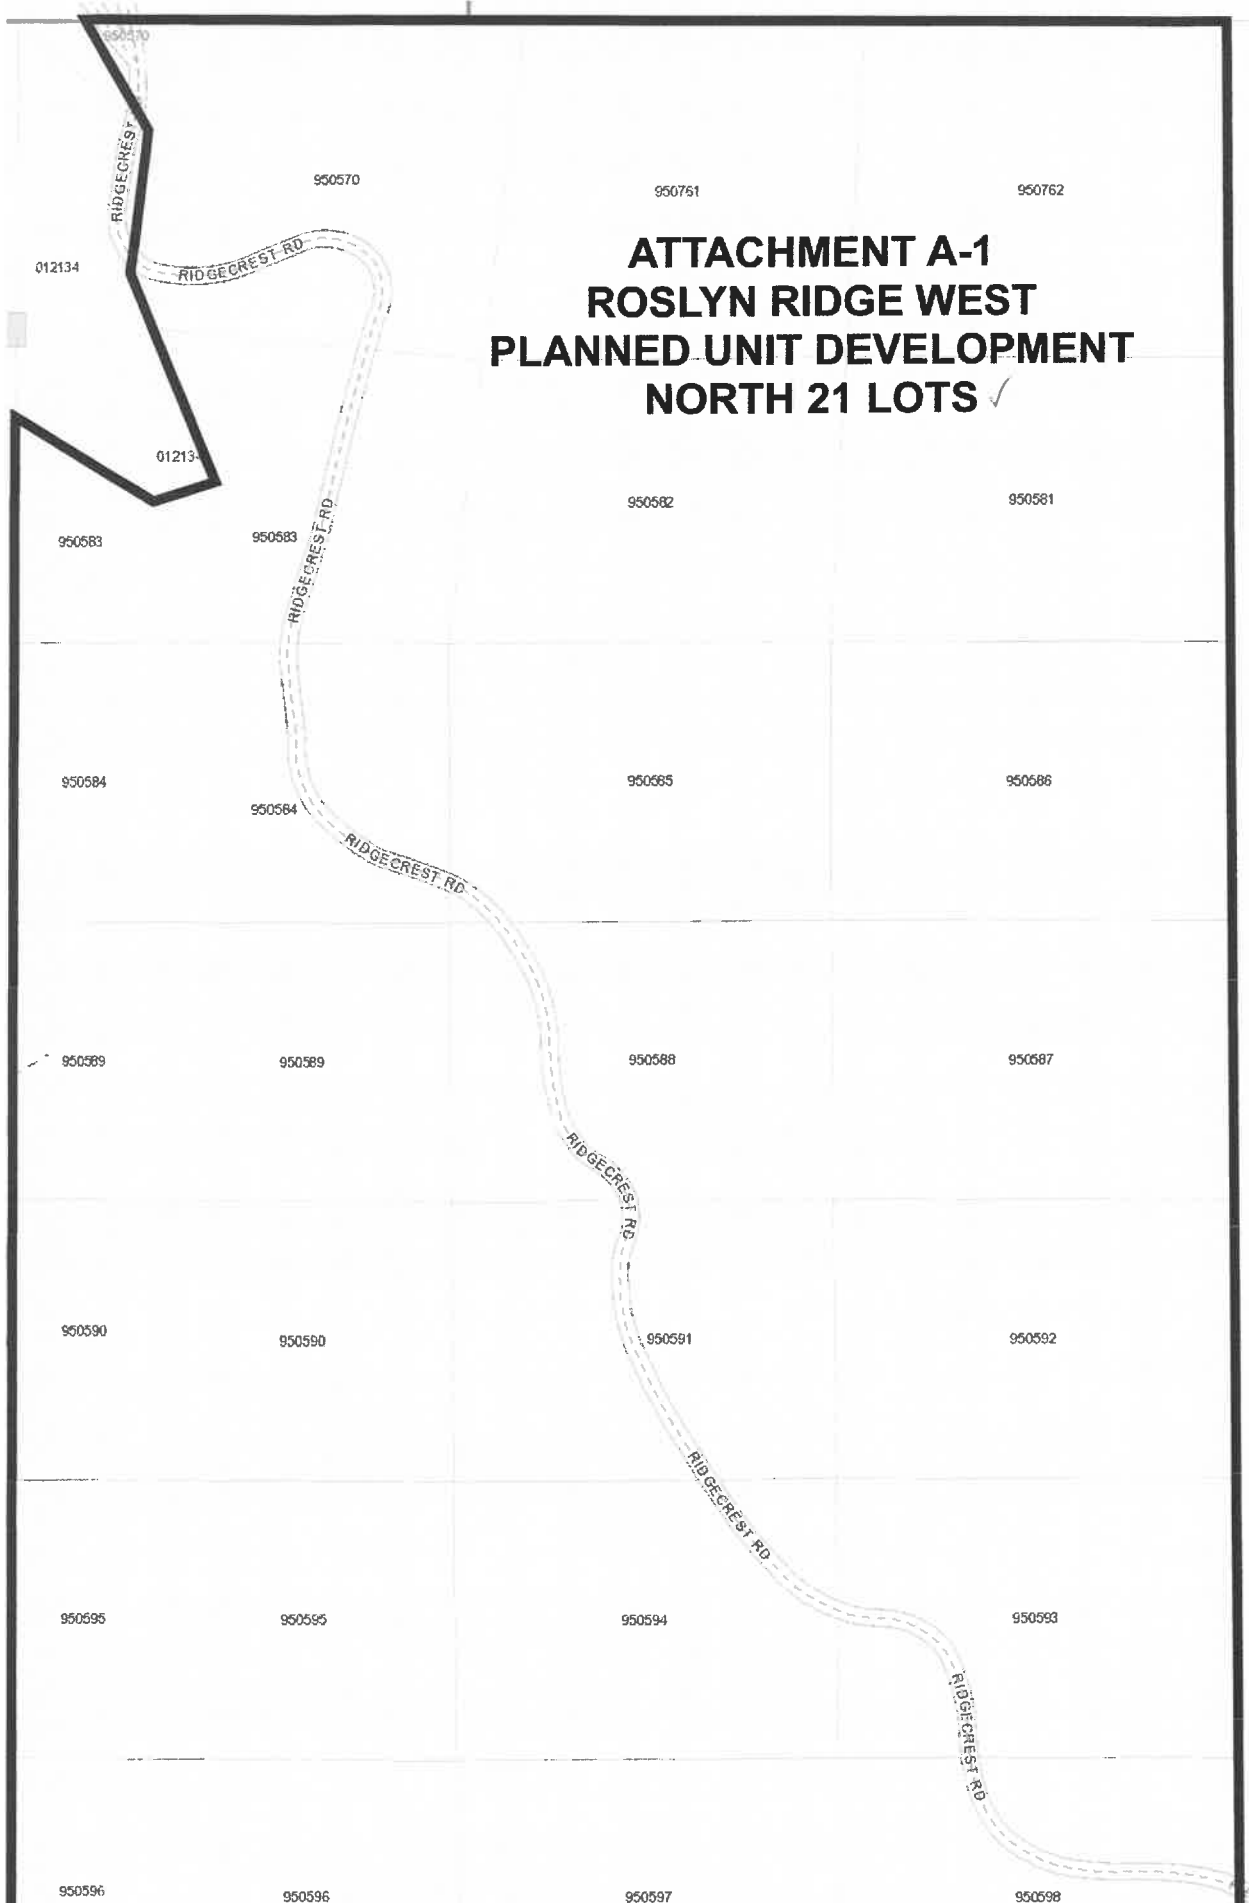 950570
RIDGECREST
950570
950761
950762
ATTACHMENT A-1
ROSLYN RIDGE WEST
PLANNED UNIT DEVELOPMENT
NORTH 21 LOTS ✓
012134
RIDGECREST RD
01213
950582
950581
950583
950583
RIDGECREST RD
950584
950584
950585
950586
RIDGECREST RD
950589
950589
950588
950587
RIDGECREST RD
950590
950590
950591
950592
RIDGECREST RD
950595
950595
950594
950593
RIDGECREST RD
950596
950596
950597
950598